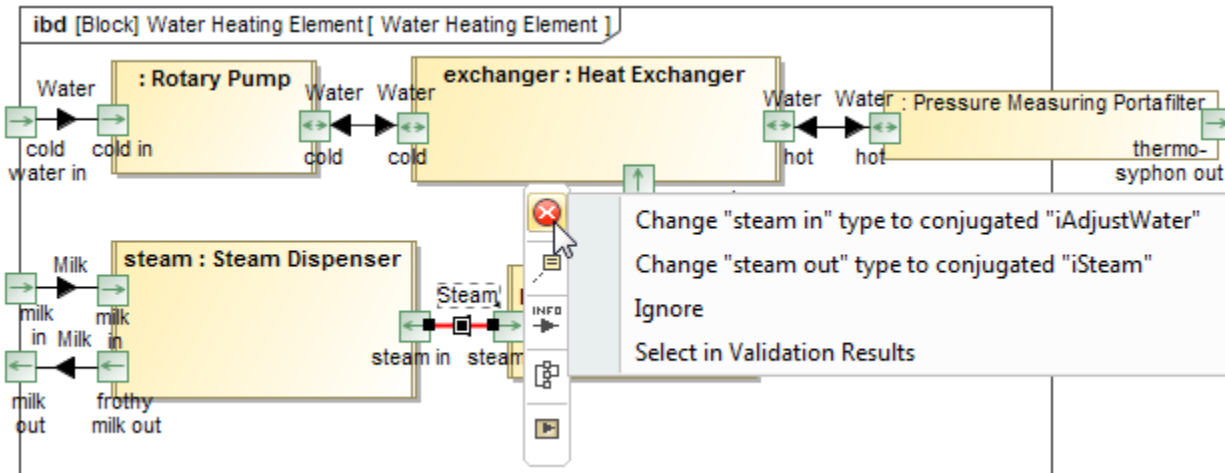 ibd [Block] Water Heating Element[ Water Heating Element ]
: Rotary Pump
exchanger : Heat Exchanger
Water
Water Water
Water Water
: Pressure Measuring Portafilter
cold
water in
cold in
cold
cold
hot
hot
thermo-
syphon out
Change "steam in" type to conjugated "iAdjustWater"
Change "steam out" type to conjugated "iSteam"
Ignore
Select in Validation Results
steam : Steam Dispenser
Milk
Milk
milk
in
milk
in
Milk
Steam
INFO
steam in
steam
milk
out
frothy
milk out